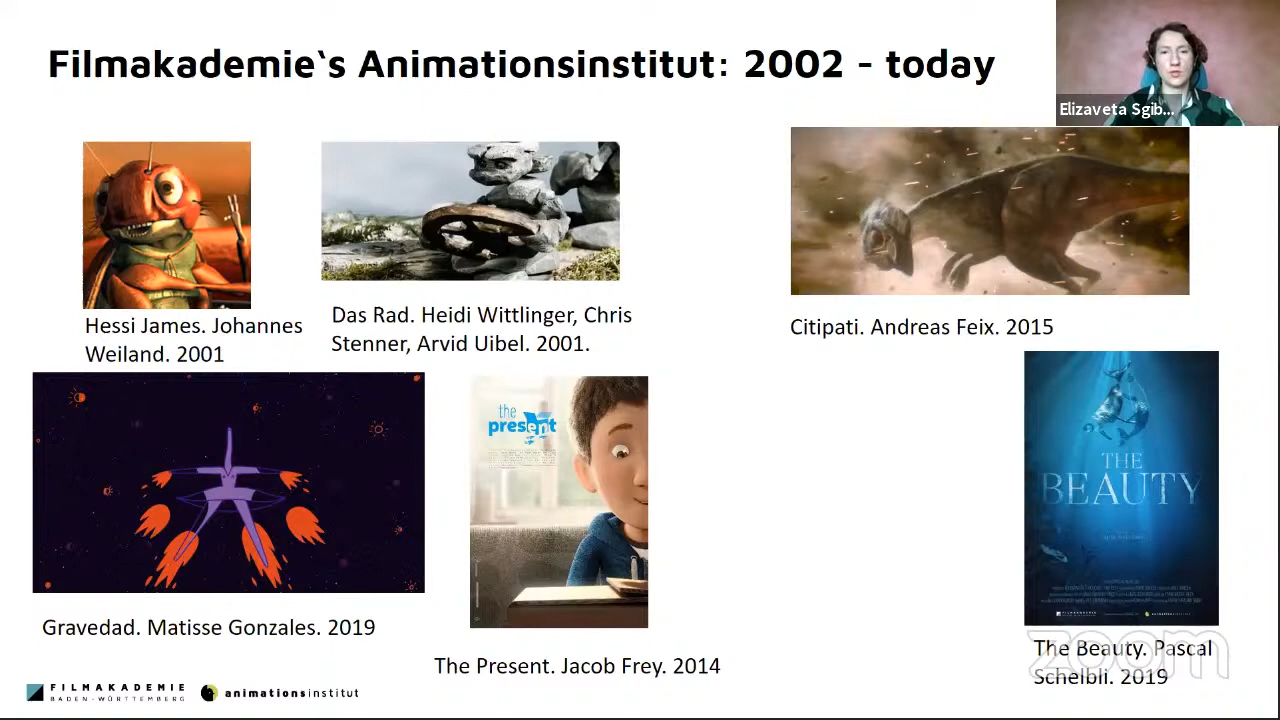 Filmakademie‘s Animationsinstitut: 2002 - today
Elizaveta Sgib...
Hessi James. Johannes
Weiland. 2001
Das Rad. Heidi Wittlinger, Chris
Stenner, Arvid Uibel. 2001.
Citipati. Andreas Feix. 2015
the
present
THE
BEAUTY
Gravedad. Matisse Gonzales. 2019
The Present. Jacob Frey. 2014
The Beauty. Pascal
Schelbli. 2019
zoom
FILMAKADEMIE
BADEN-WÜRTTEMBERG
animationsinstitut